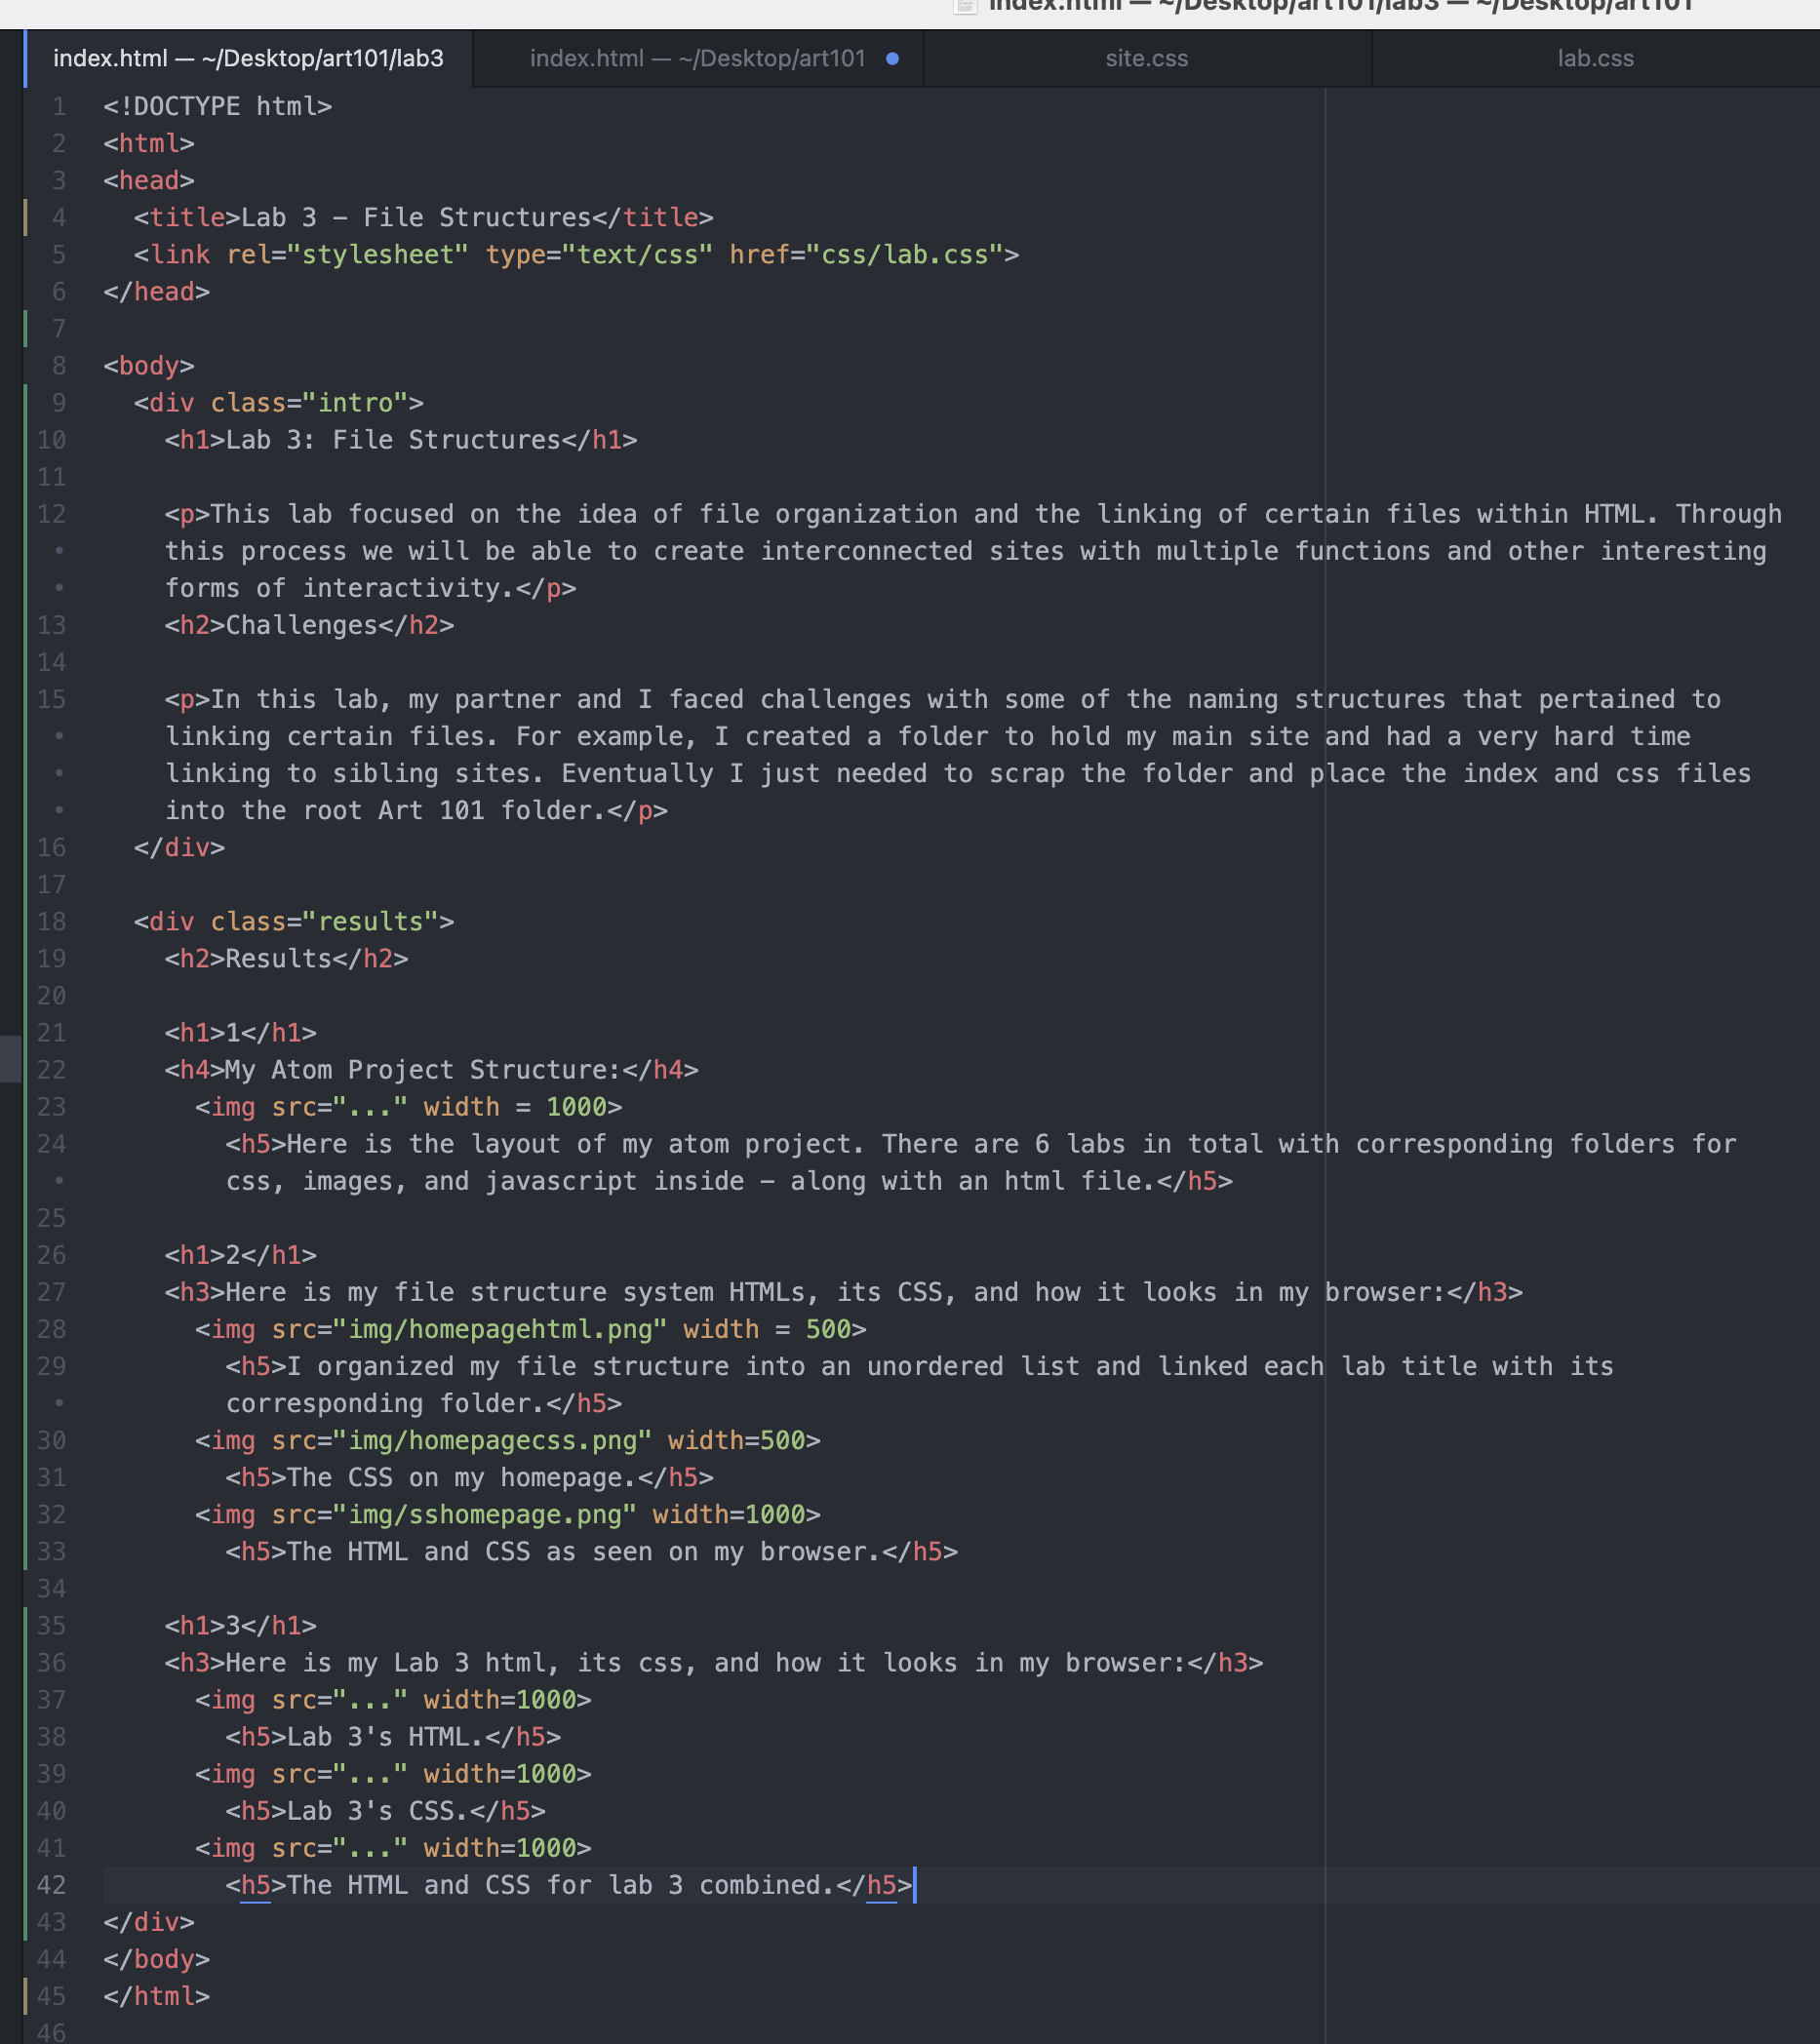 index.html — ~/Desktop/art101/lab3 — ~/Desktop/art101
index.html — ~/Desktop/art101/lab3 index.html — ~/Desktop/art101 site.css lab.css
1 <!DOCTYPE html>
2 <html>
3 <head>
4 <title>Lab 3 – File Structures</title>
5 <link rel="stylesheet" type="text/css" href="css/lab.css">
6 </head>
7
8 <body>
9 <div class="intro">
10 <h1>Lab 3: File Structures</h1>
11
12 <p>This lab focused on the idea of file organization and the linking of certain files within HTML. Through
• this process we will be able to create interconnected sites with multiple functions and other interesting
• forms of interactivity.</p>
13 <h2>Challenges</h2>
14
15 <p>In this lab, my partner and I faced challenges with some of the naming structures that pertained to
• linking certain files. For example, I created a folder to hold my main site and had a very hard time
• linking to sibling sites. Eventually I just needed to scrap the folder and place the index and css files
• into the root Art 101 folder.</p>
16 </div>
17
18 <div class="results">
19 <h2>Results</h2>
20
21 <h1>1</h1>
22 <h4>My Atom Project Structure:</h4>
23 <img src="..." width = 1000>
24 <h5>Here is the layout of my atom project. There are 6 labs in total with corresponding folders for
• css, images, and javascript inside – along with an html file.</h5>
25
26 <h1>2</h1>
27 <h3>Here is my file structure system HTMLs, its CSS, and how it looks in my browser:</h3>
28 <img src="img/homepagehtml.png" width = 500>
29 <h5>I organized my file structure into an unordered list and linked each lab title with its
• corresponding folder.</h5>
30 <img src="img/homepagecss.png" width=500>
31 <h5>The CSS on my homepage.</h5>
32 <img src="img/sshomepage.png" width=1000>
33 <h5>The HTML and CSS as seen on my browser.</h5>
34
35 <h1>3</h1>
36 <h3>Here is my Lab 3 html, its css, and how it looks in my browser:</h3>
37 <img src="..." width=1000>
38 <h5>Lab 3's HTML.</h5>
39 <img src="..." width=1000>
40 <h5>Lab 3's CSS.</h5>
41 <img src="..." width=1000>
42 <h5>The HTML and CSS for lab 3 combined.</h5>
43 </div>
44 </body>
45 </html>
46